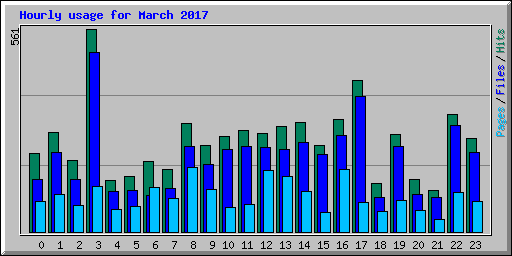 Hourly usage for March 2017
561
Pages / Files / Hits
0 1 2 3 4 5 6 7 8 9 10 11 12 13 14 15 16 17 18 19 20 21 22 23